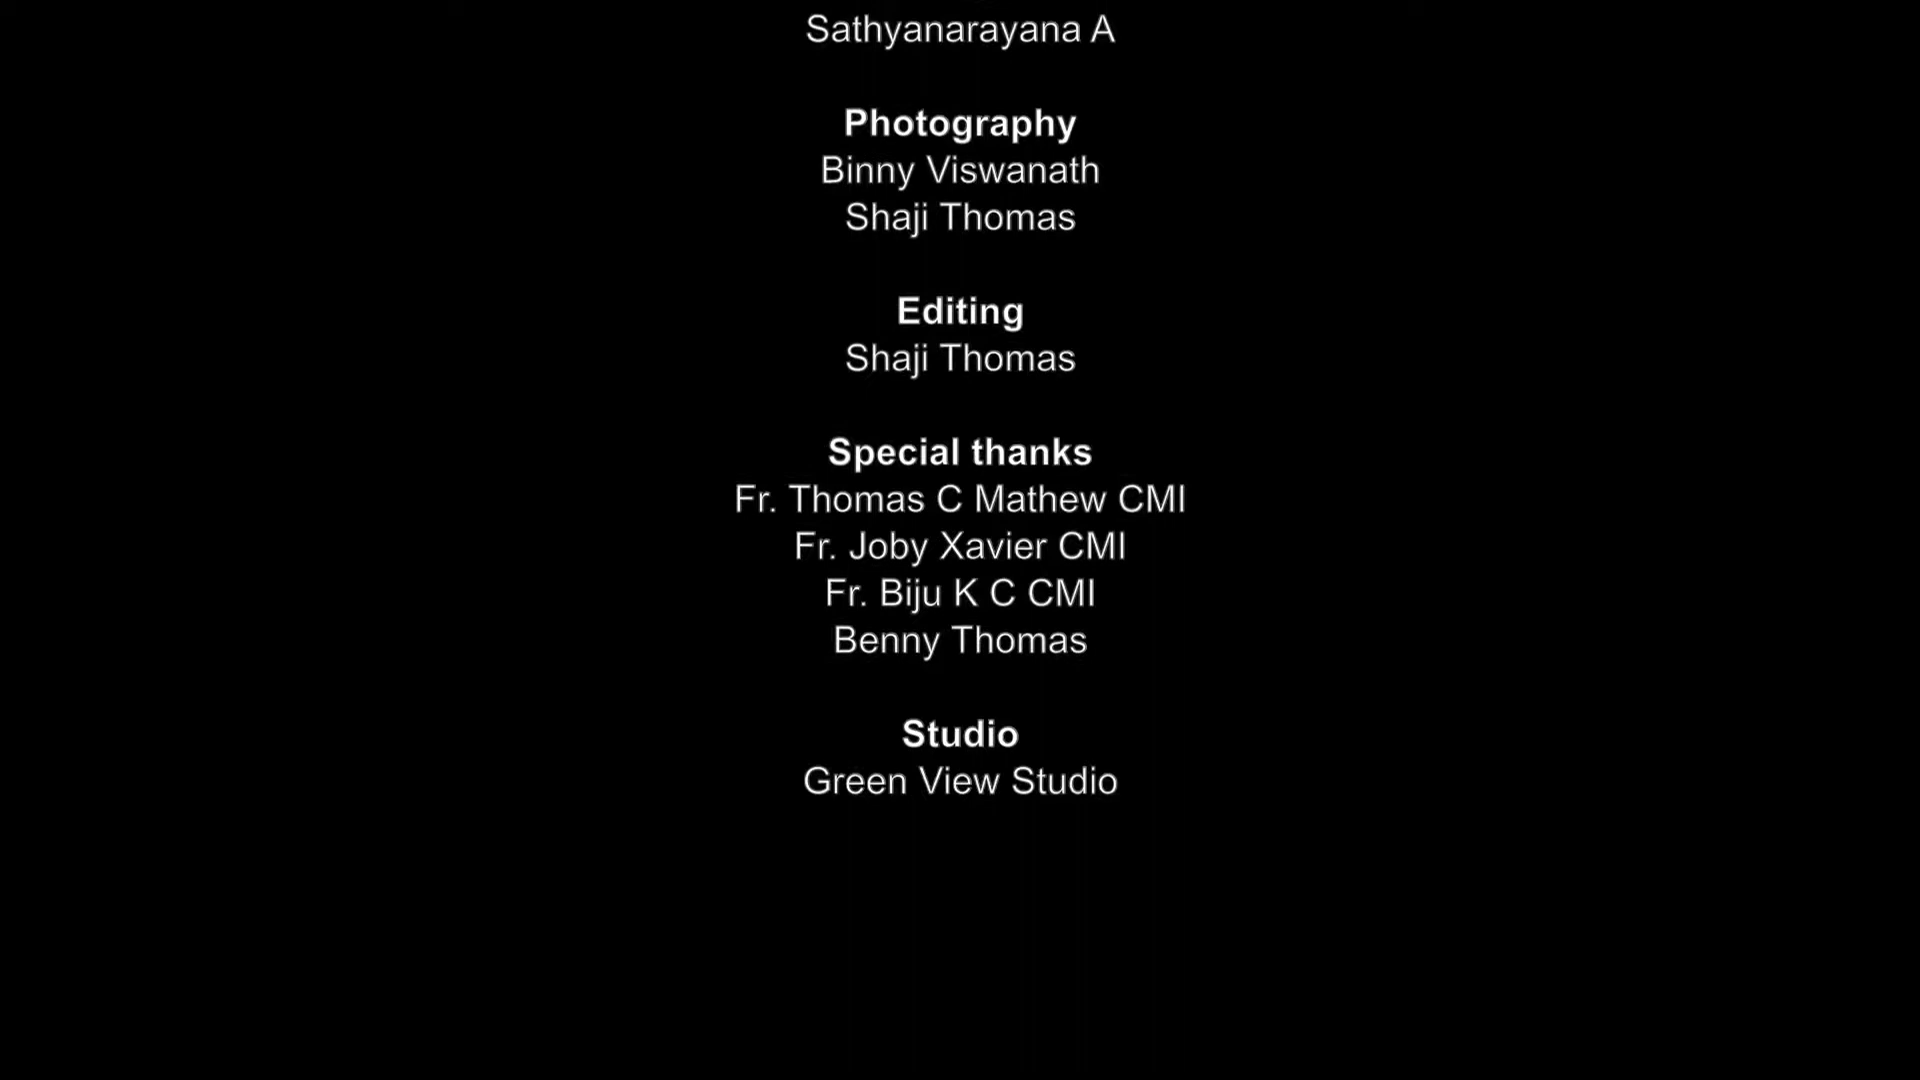 Sathyanarayana A
Photography
Binny Viswanath
Shaji Thomas
Editing
Shaji Thomas
Special thanks
Fr. Thomas C Mathew CMI
Fr. Joby Xavier CMI
Fr. Biju K C CMI
Benny Thomas
Studio
Green View Studio